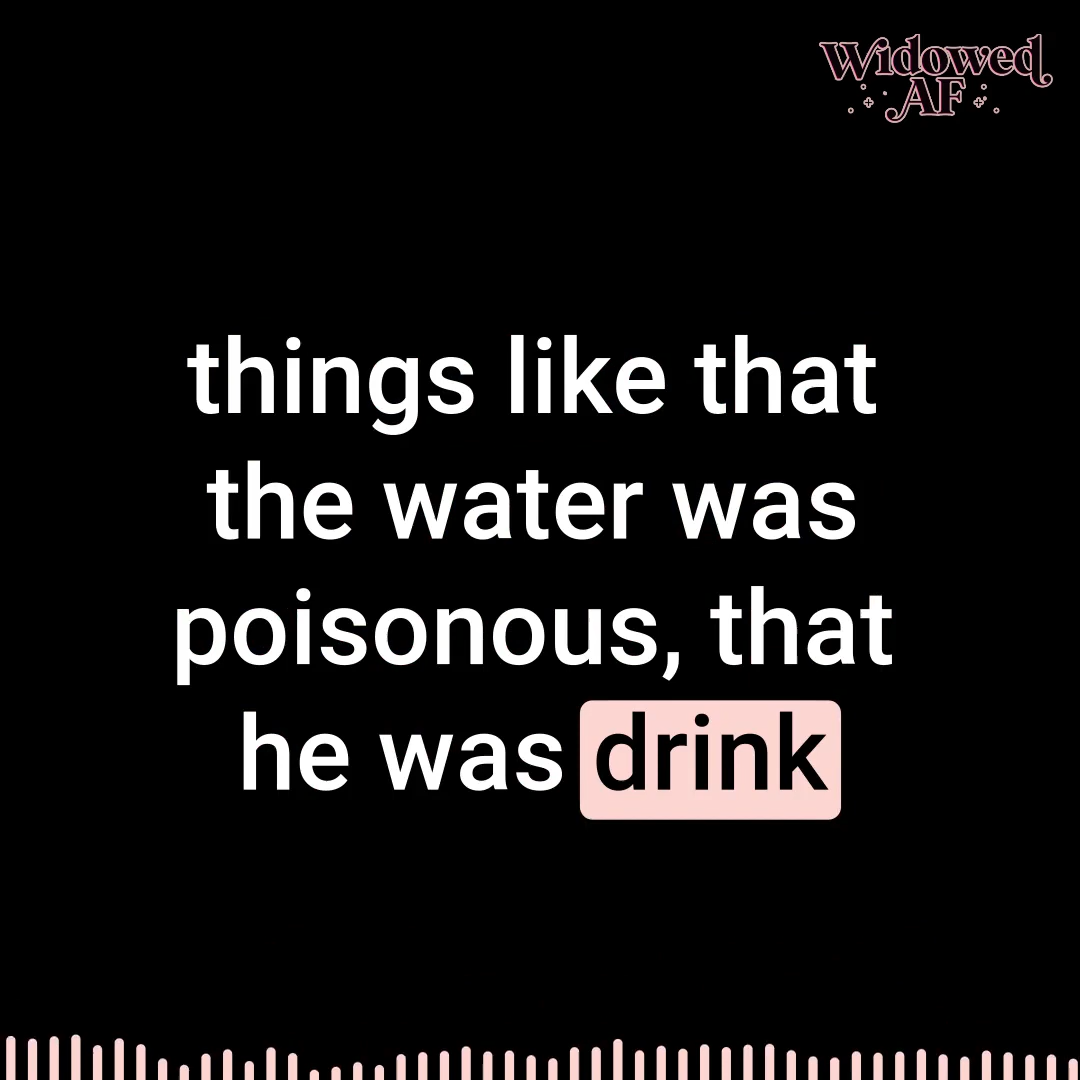 Widowed
AF
things like that
the water was
poisonous, that
he was drink